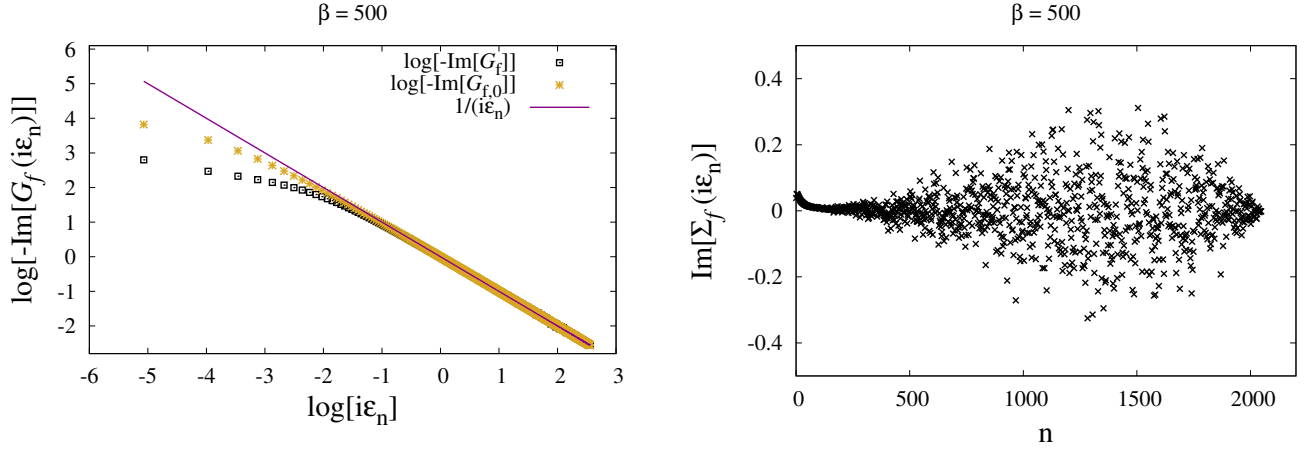 β = 500
log[-Im[G_f (iε_n)]]
6
5
4
3
2
1
0
-1
-2
-6 -5 -4 -3 -2 -1 0 1 2 3
log[-Im[G_f]]
log[-Im[G_f,0]]
1/(iε_n)
log[iε_n]
β = 500
Im[Σ_f (iε_n)]
0.4
0.2
0
-0.2
-0.4
0 500 1000 1500 2000
n